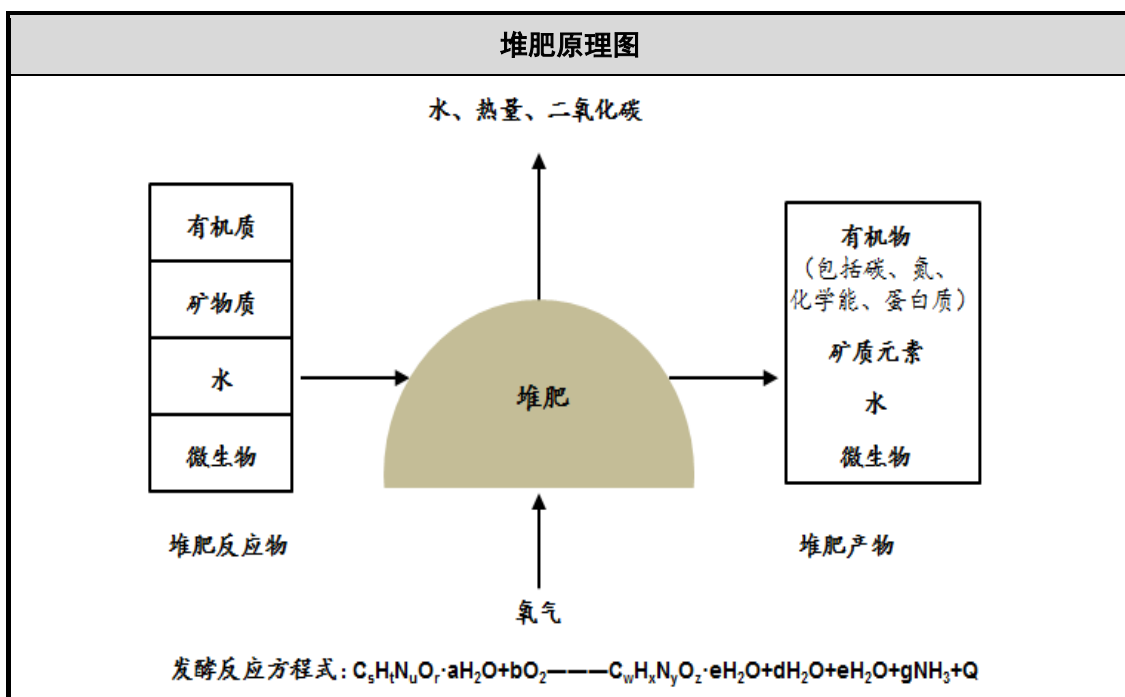 堆肥原理图
水、热量、二氧化碳
有机质
矿物质
水
微生物
堆肥反应物
堆肥
氧气
有机物
(包括碳、氮、
化学能、蛋白质)
矿质元素
水
微生物
堆肥产物
发酵反应方程式:CsHtNuOr·aH2O+bO2———CwHxNyOz·eH2O+dH2O+eH2O+gNH3+Q